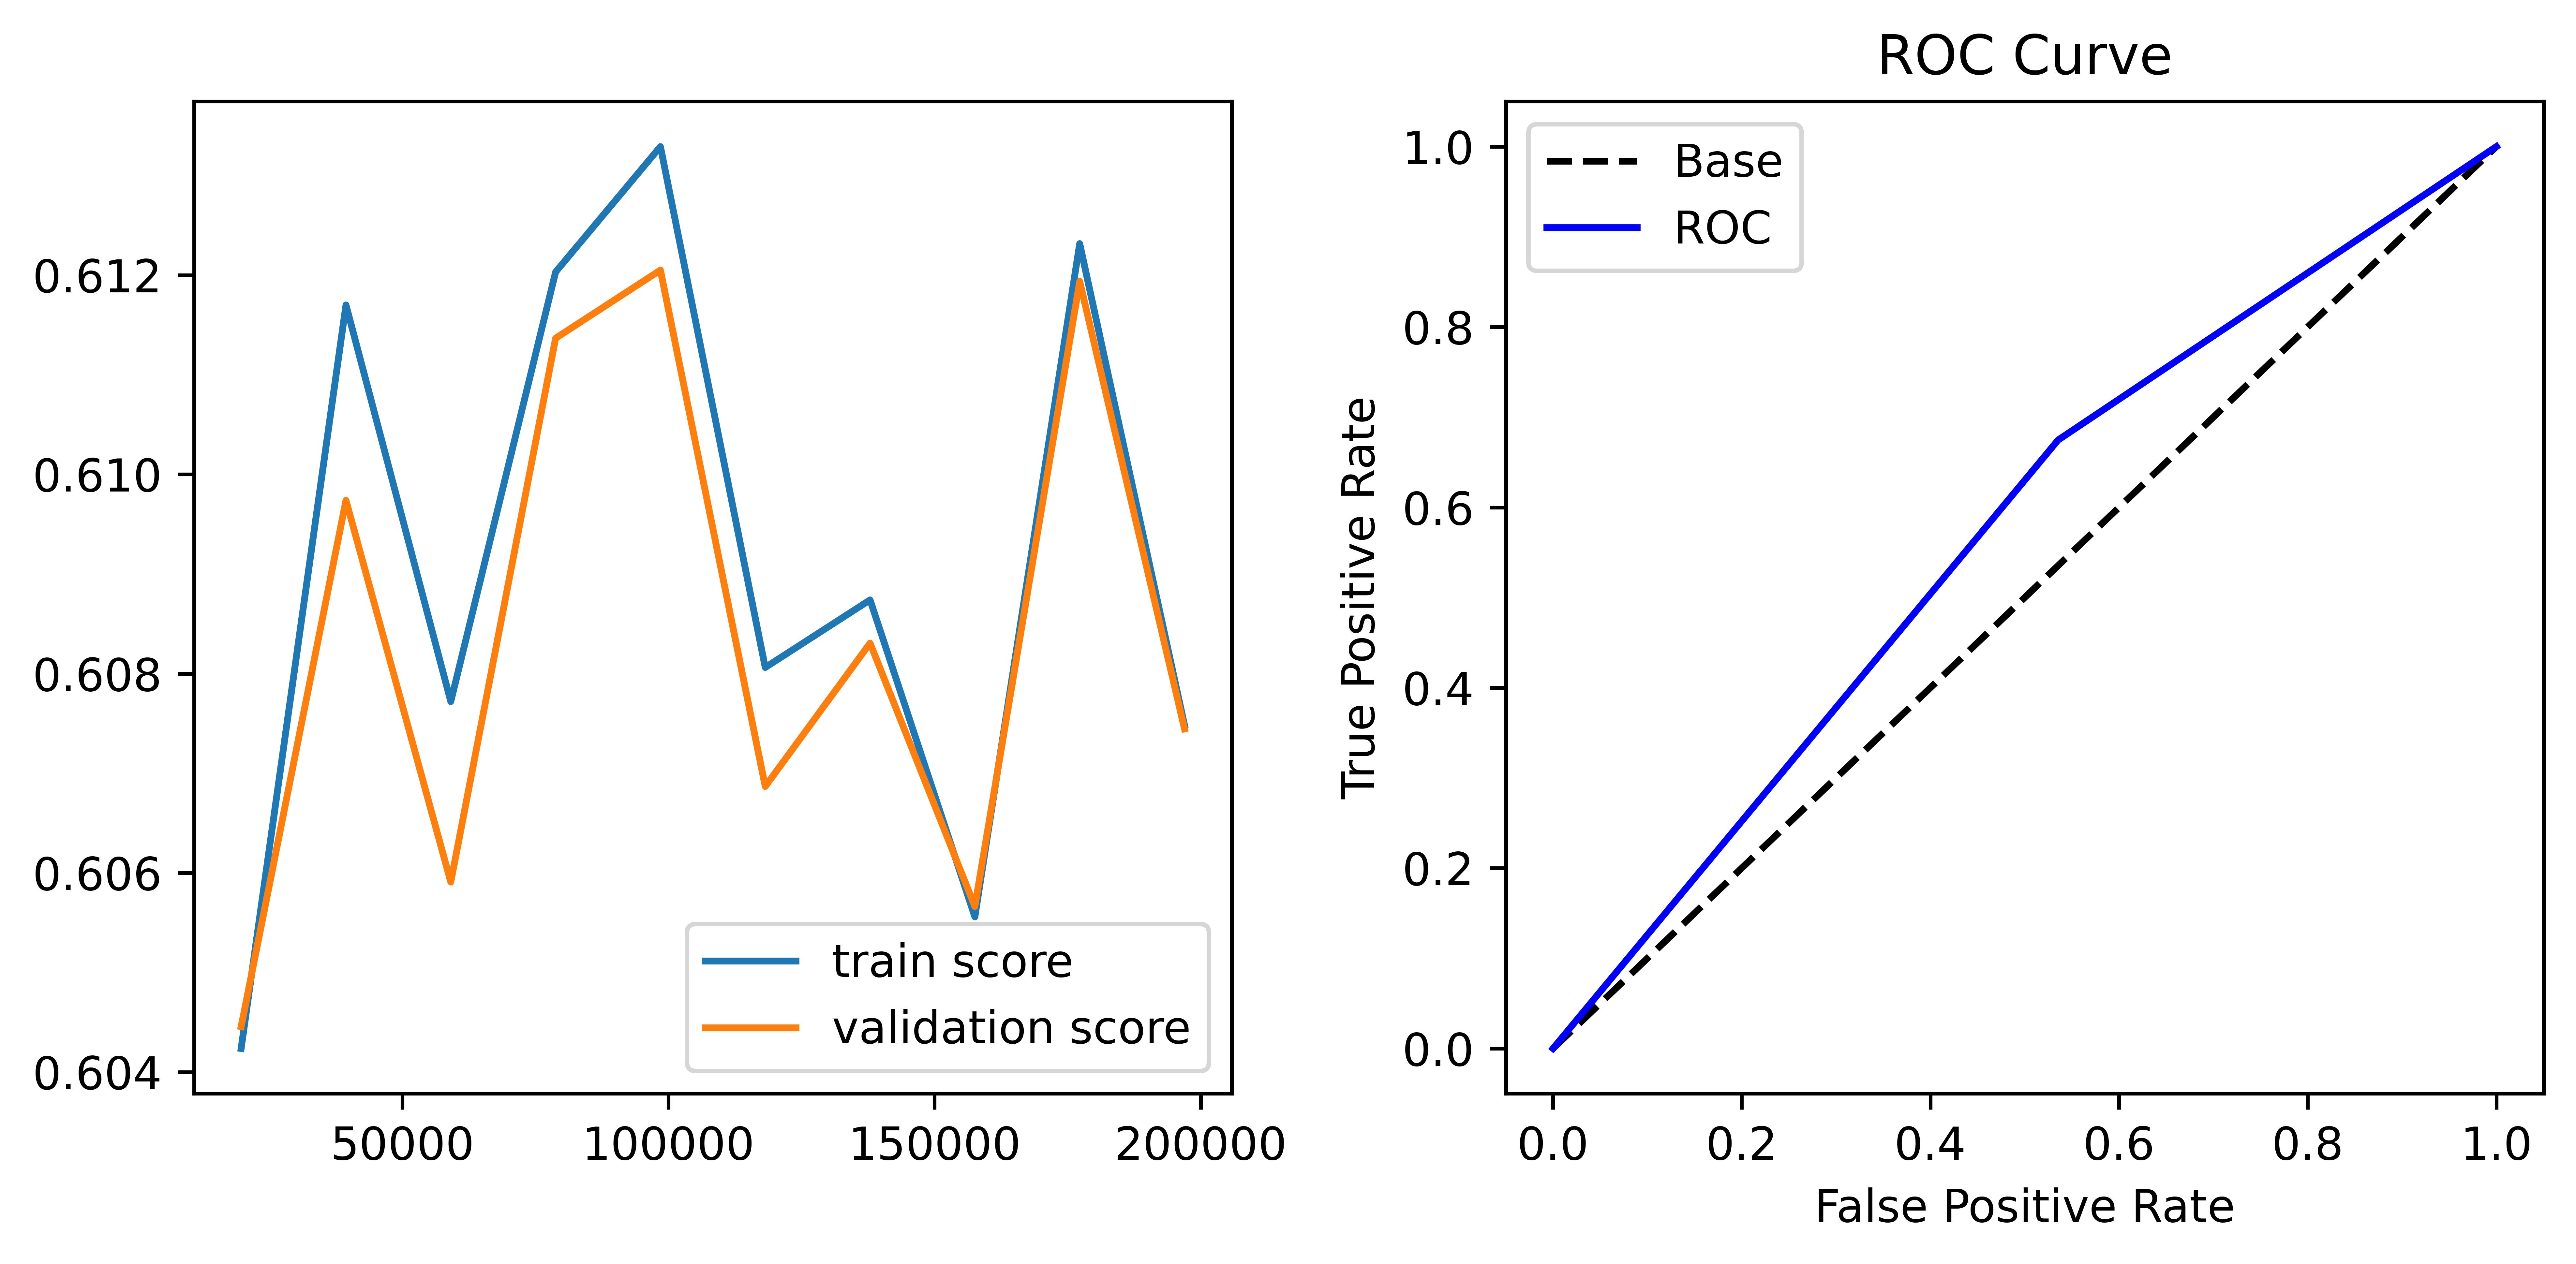 0.612
0.610
0.608
0.606
0.604
50000 100000 150000 200000
train score
validation score
ROC Curve
Base
ROC
True Positive Rate
1.0
0.8
0.6
0.4
0.2
0.0
0.0 0.2 0.4 0.6 0.8 1.0
False Positive Rate